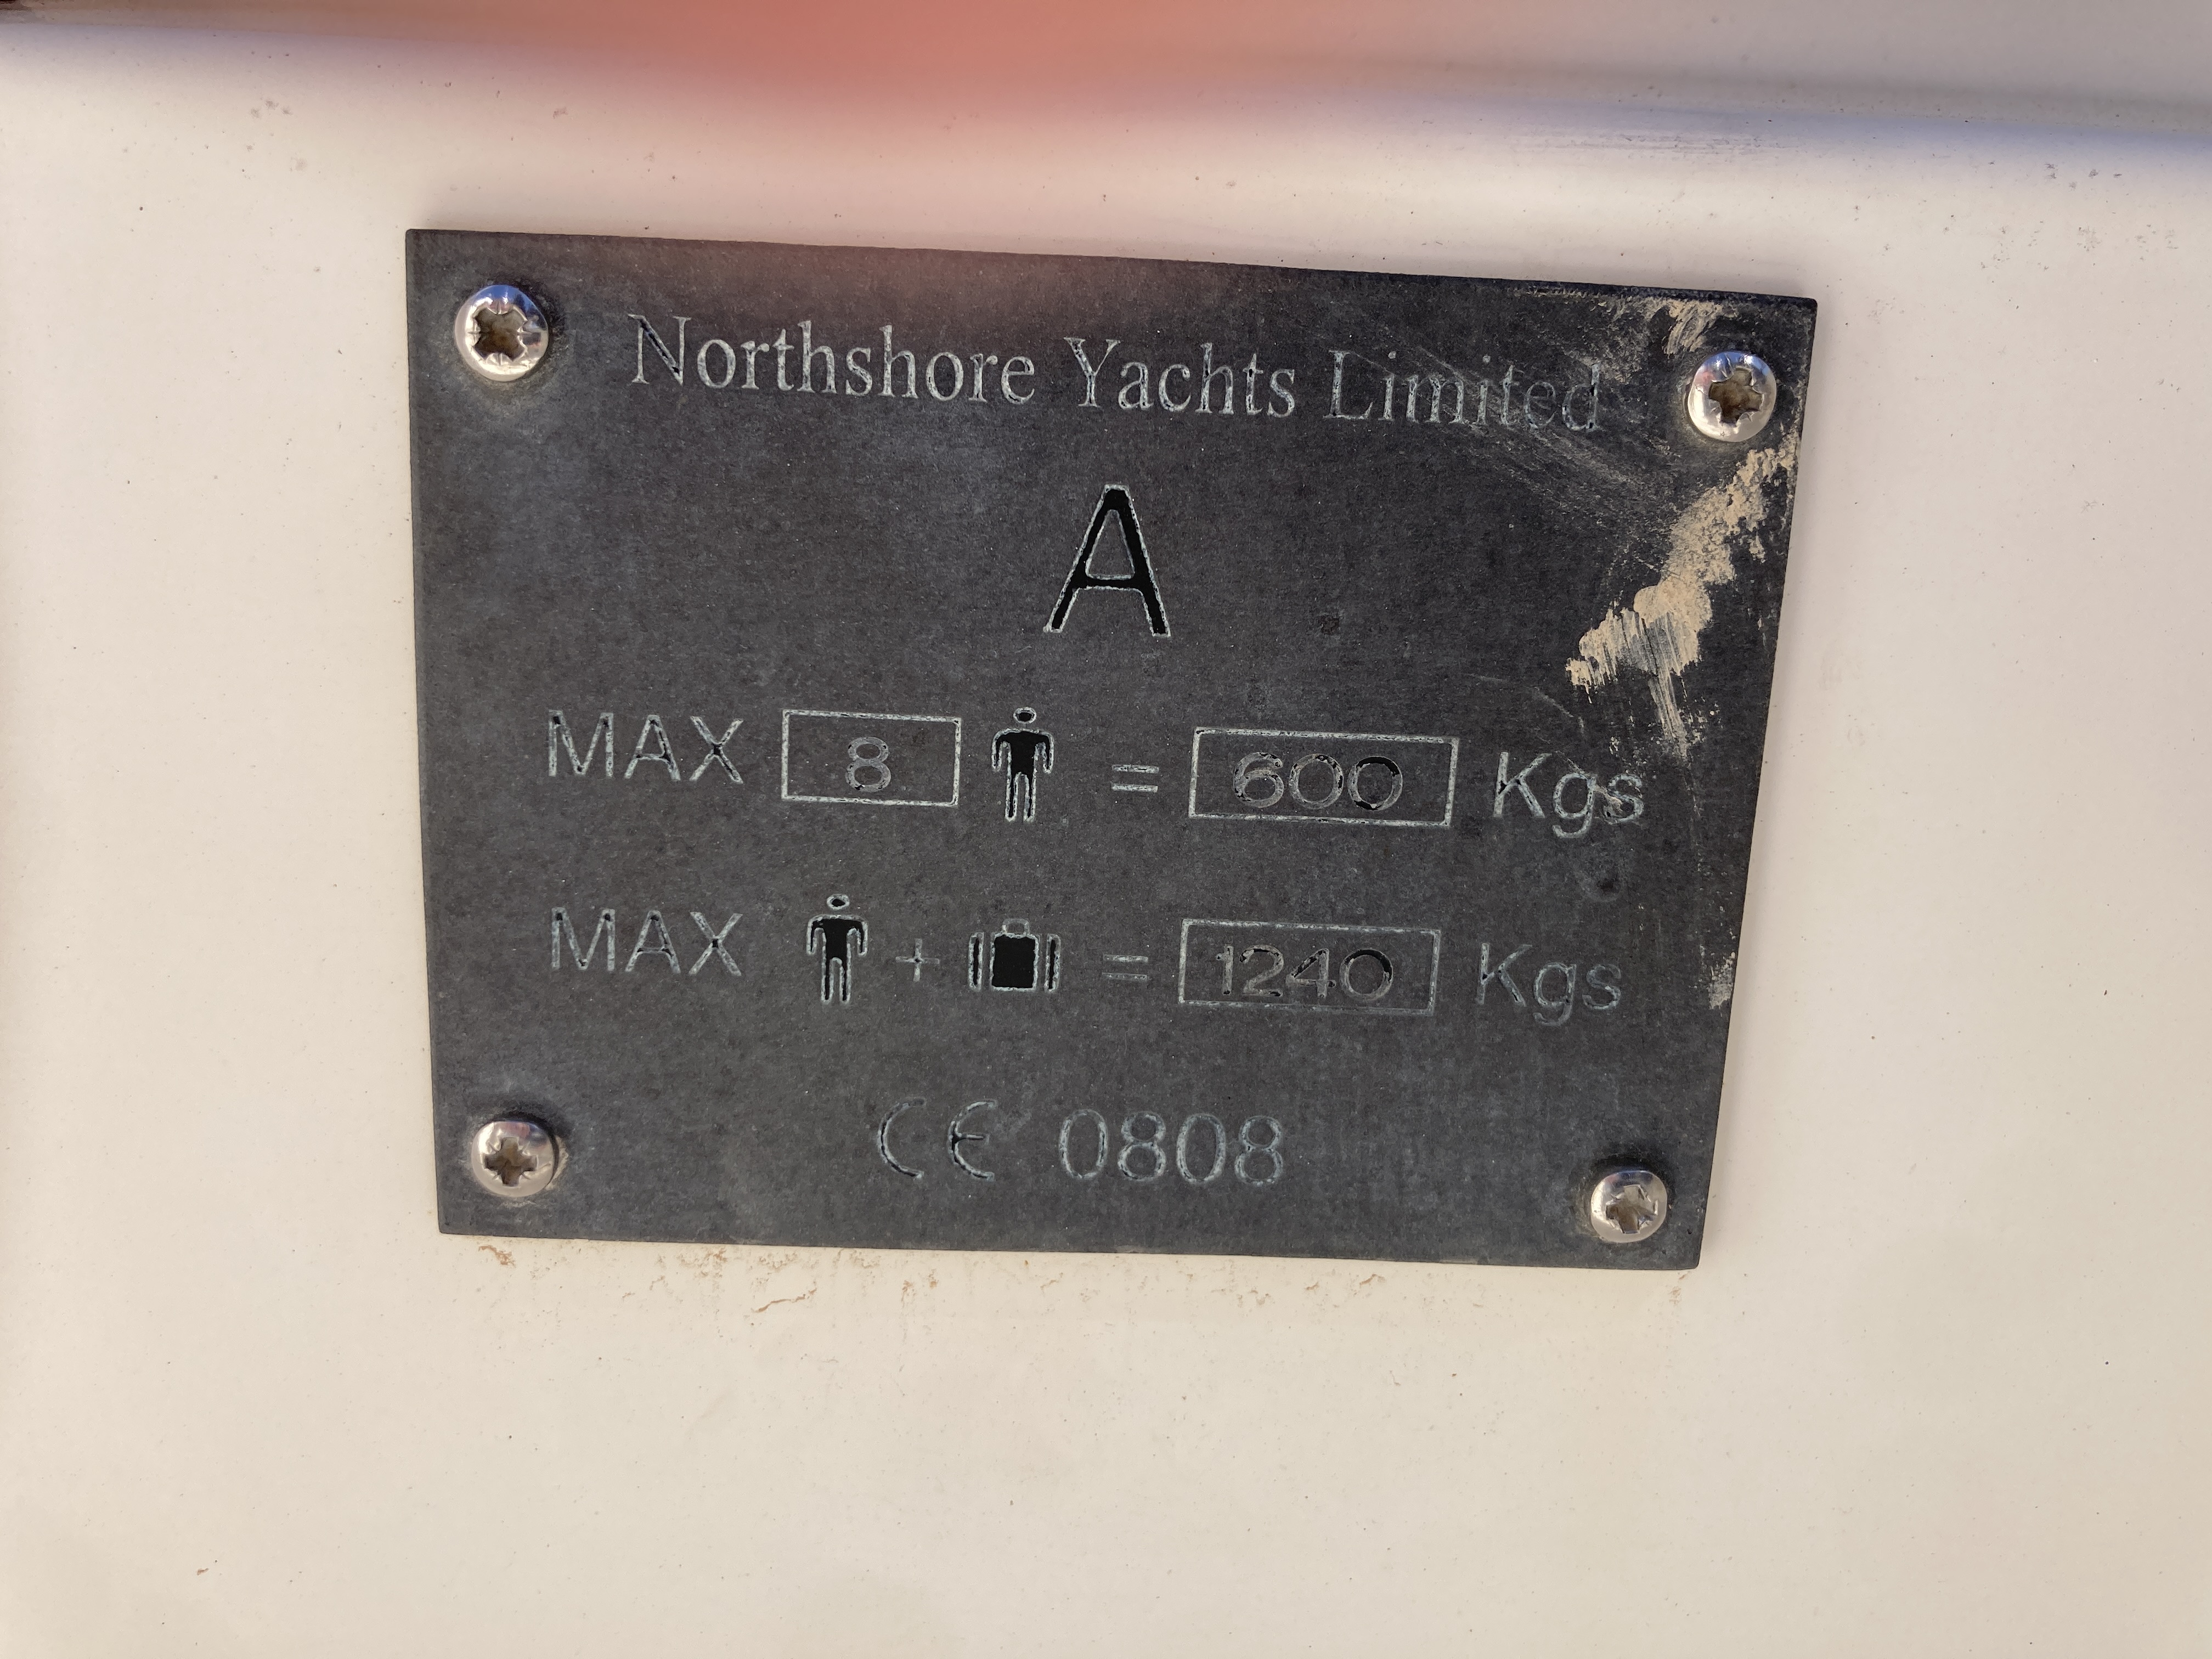 Northshore Yachts Limited
A
MAX 8 = 600 Kgs
MAX + = 1240 Kgs
CE 0808